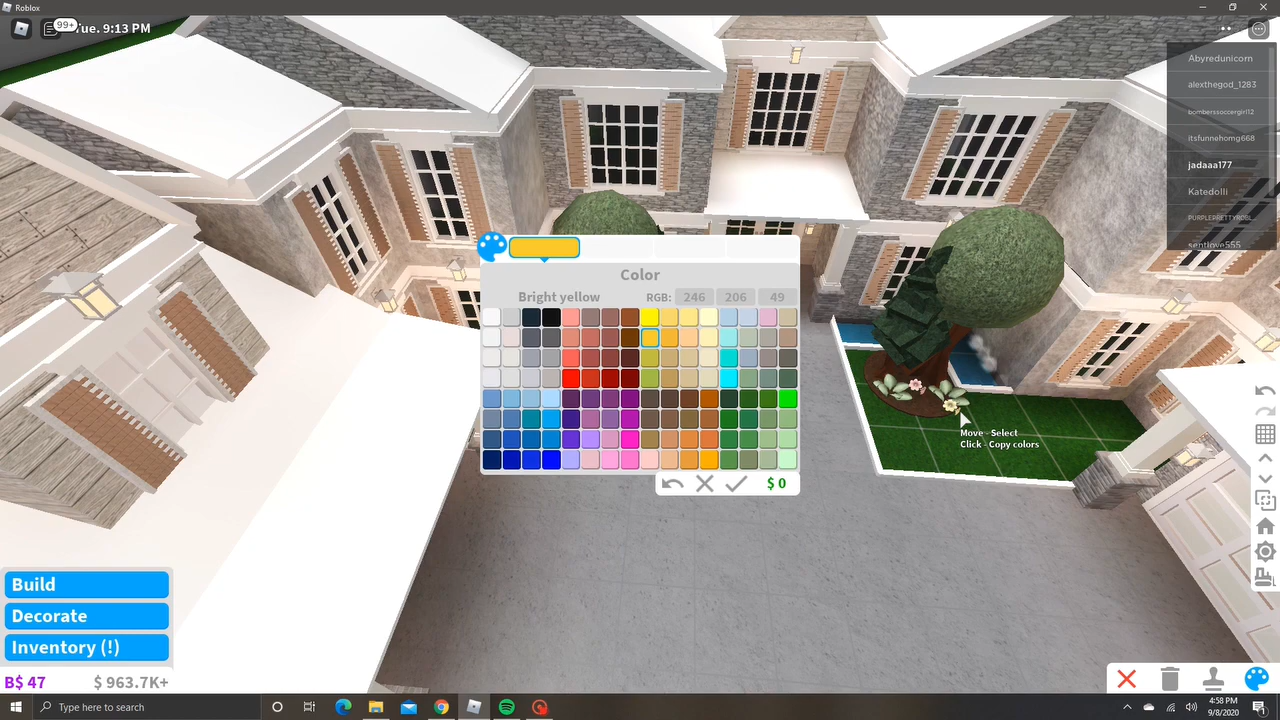 Roblox
99+
Tue. 9:13 PM
Abyredunicorn
alexthegod_1283
bomberssoccergirl12
itsfunnehomg668
jadaaa177
Katedolli
PURPLEPRETTYROBL...
sentlove555
Color
Bright yellow RGB: 246 206 49
Move - Select
Click - Copy colors
$ 0
Build
Decorate
Inventory (!)
B$ 47 $ 963.7K+
Type here to search
4:58 PM
9/8/2020
1